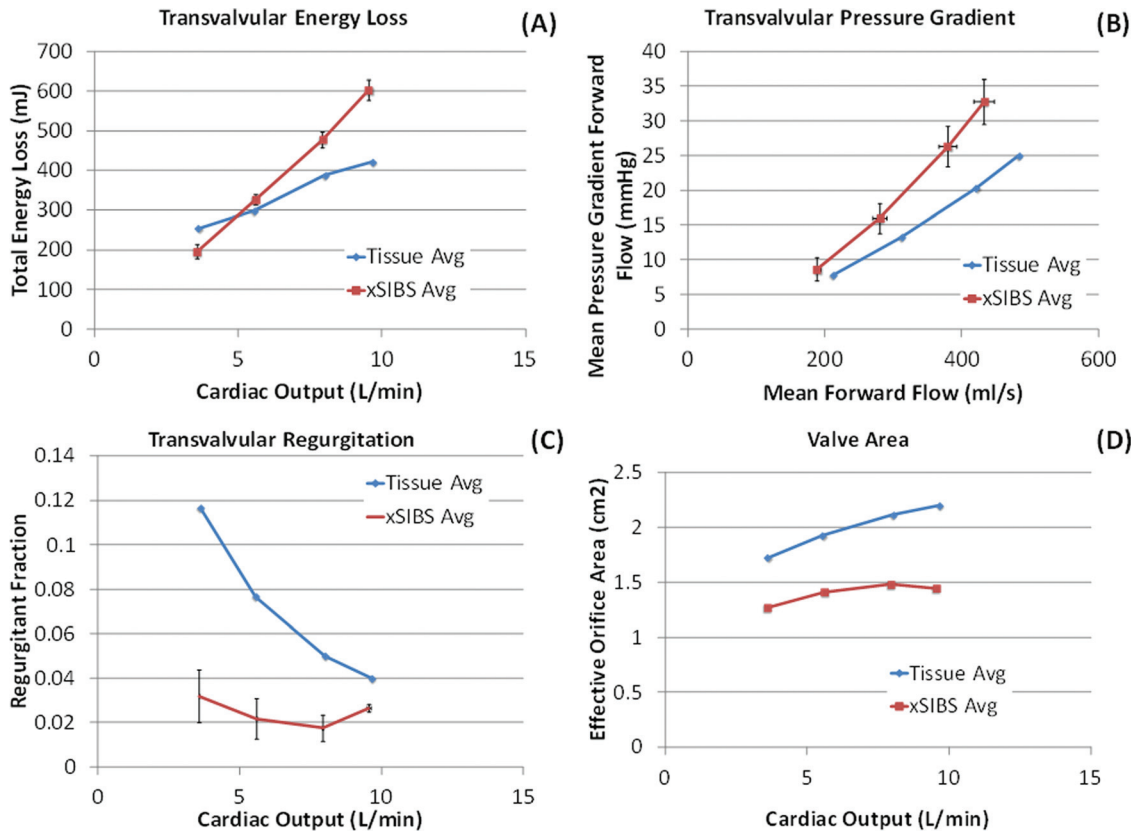 Transvalvular Energy Loss
(A)
700
600
500
400
300
200
100
0
Total Energy Loss (mJ)
Tissue Avg
xSIBS Avg
0
5
10
15
Cardiac Output (L/min)
Transvalvular Pressure Gradient
(B)
40
35
30
25
20
15
10
5
0
Mean Pressure Gradient Forward
Flow (mmHg)
Tissue Avg
xSIBS Avg
0
200
400
600
Mean Forward Flow (ml/s)
Transvalvular Regurgitation
(C)
0.14
0.12
0.1
0.08
0.06
0.04
0.02
0
Regurgitant Fraction
Tissue Avg
xSIBS Avg
0
5
10
15
Cardiac Output (L/min)
Valve Area
(D)
2.5
2
1.5
1
0.5
0
Effective Orifice Area (cm2)
Tissue Avg
xSIBS Avg
0
5
10
15
Cardiac Output (L/min)